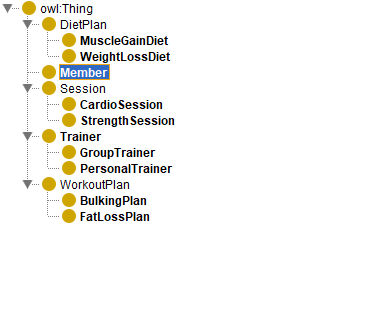 owl:Thing
DietPlan
MuscleGainDiet
WeightLossDiet
Member
Session
CardioSession
StrengthSession
Trainer
GroupTrainer
PersonalTrainer
WorkoutPlan
BulkingPlan
FatLossPlan